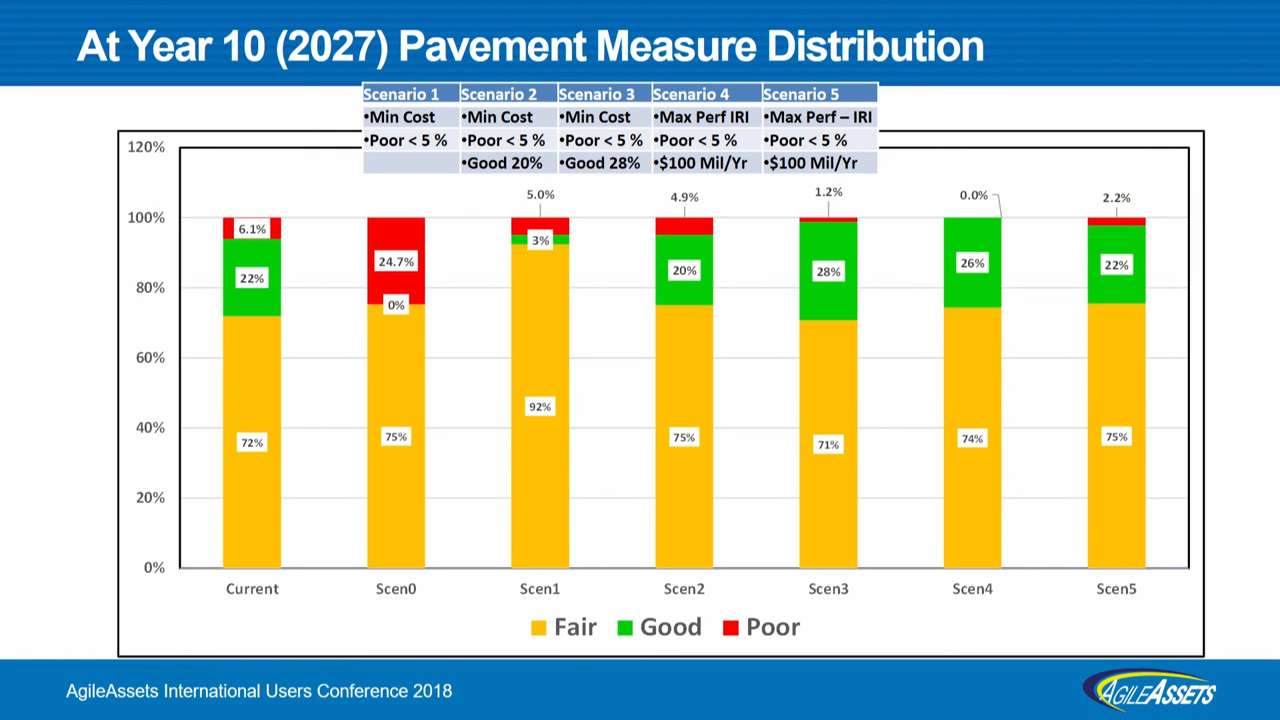 At Year 10 (2027) Pavement Measure Distribution
Scenario 1 Scenario 2 Scenario 3 Scenario 4 Scenario 5
•Min Cost •Min Cost •Min Cost •Max Perf IRI •Max Perf – IRI
•Poor < 5 % •Poor < 5 % •Poor < 5 % •Poor < 5 % •Poor < 5 %
•Good 20% •Good 28% •$100 Mil/Yr •$100 Mil/Yr
120%
5.0% 4.9% 1.2% 0.0% 2.2%
100%
6.1% 24.7% 3% 20% 28% 26% 22%
22% 0%
80%
60%
40%
72% 75% 92% 75% 71% 74% 75%
20%
0%
Current Scen0 Scen1 Scen2 Scen3 Scen4 Scen5
Fair Good Poor
AgileAssets International Users Conference 2018
AGILEASSETS